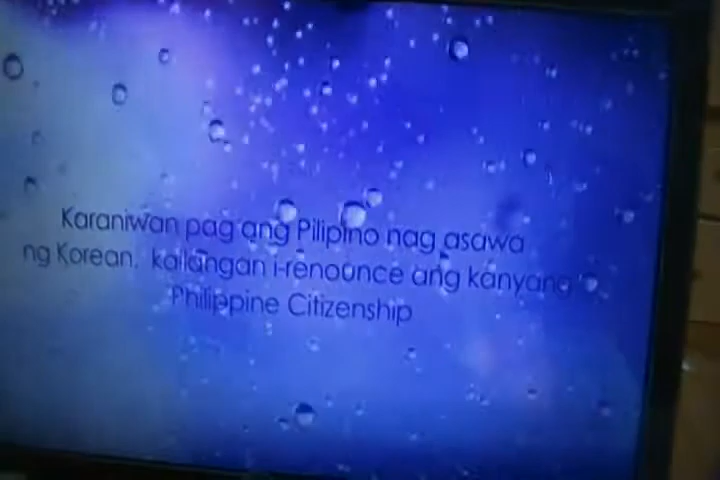 Karaniwan pag ang Pilipino nag asawa
ng Korean, kailangan i-renounce ang kanyang
Philippine Citizenship